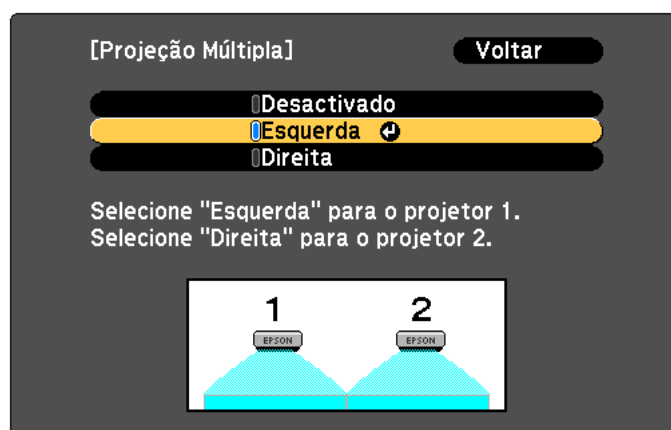 [Projeção Múltipla] Voltar
Desactivado
Esquerda
Direita
Selecione "Esquerda" para o projetor 1.
Selecione "Direita" para o projetor 2.
1 2
EPSON EPSON